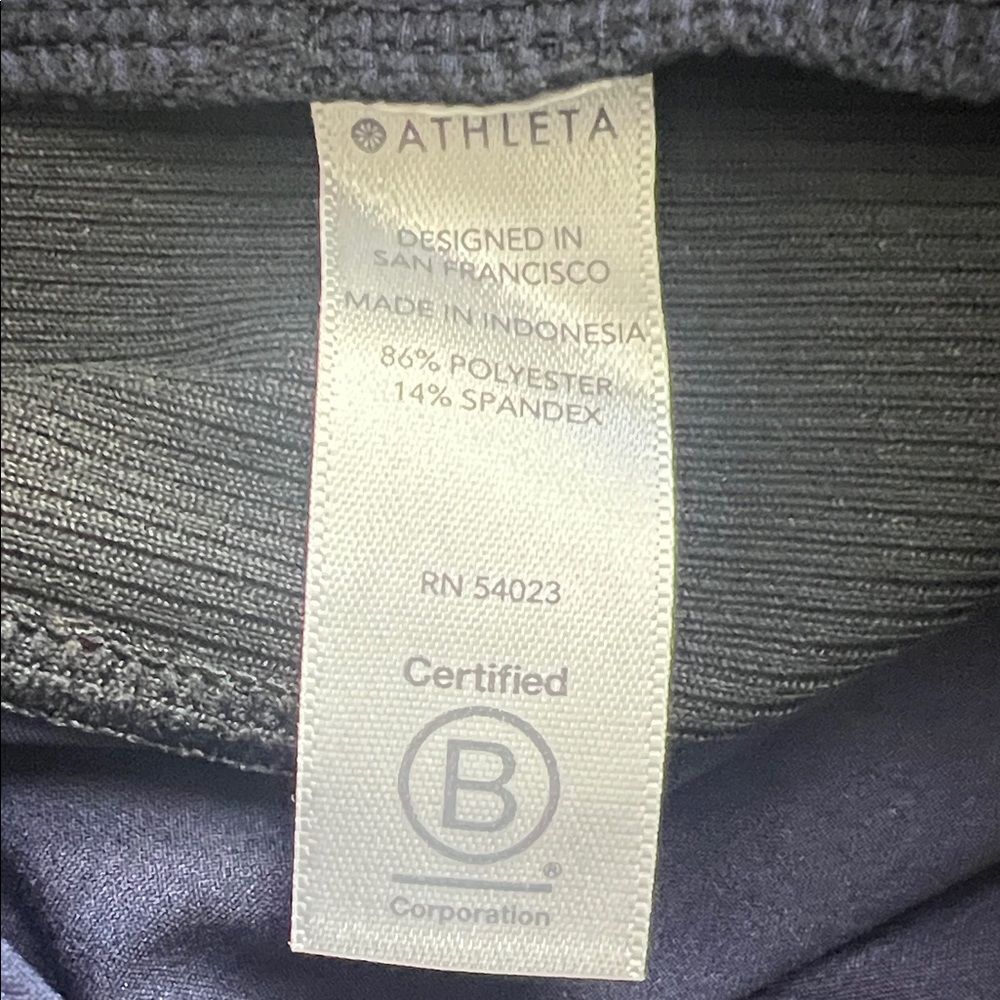 ATHLETA
DESIGNED IN
SAN FRANCISCO
MADE IN INDONESIA
86% POLYESTER
14% SPANDEX
RN 54023
Certified
B
®
Corporation